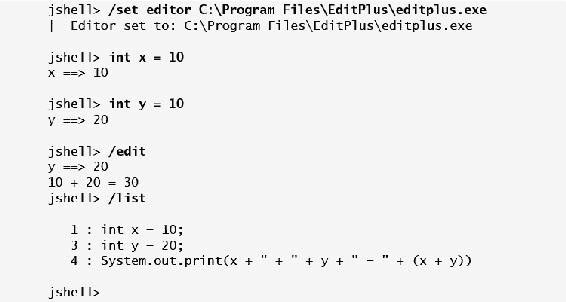 jshell> /set editor C:\Program Files\EditPlus\editplus.exe
| Editor set to: C:\Program Files\EditPlus\editplus.exe
jshell> int x = 10
x ==> 10
jshell> int y = 10
y ==> 20
jshell> /edit
y ==> 20
10 + 20 = 30
jshell> /list
1 : int x = 10;
3 : int y = 20;
4 : System.out.print(x + " + " + y + " = " + (x + y))
jshell>